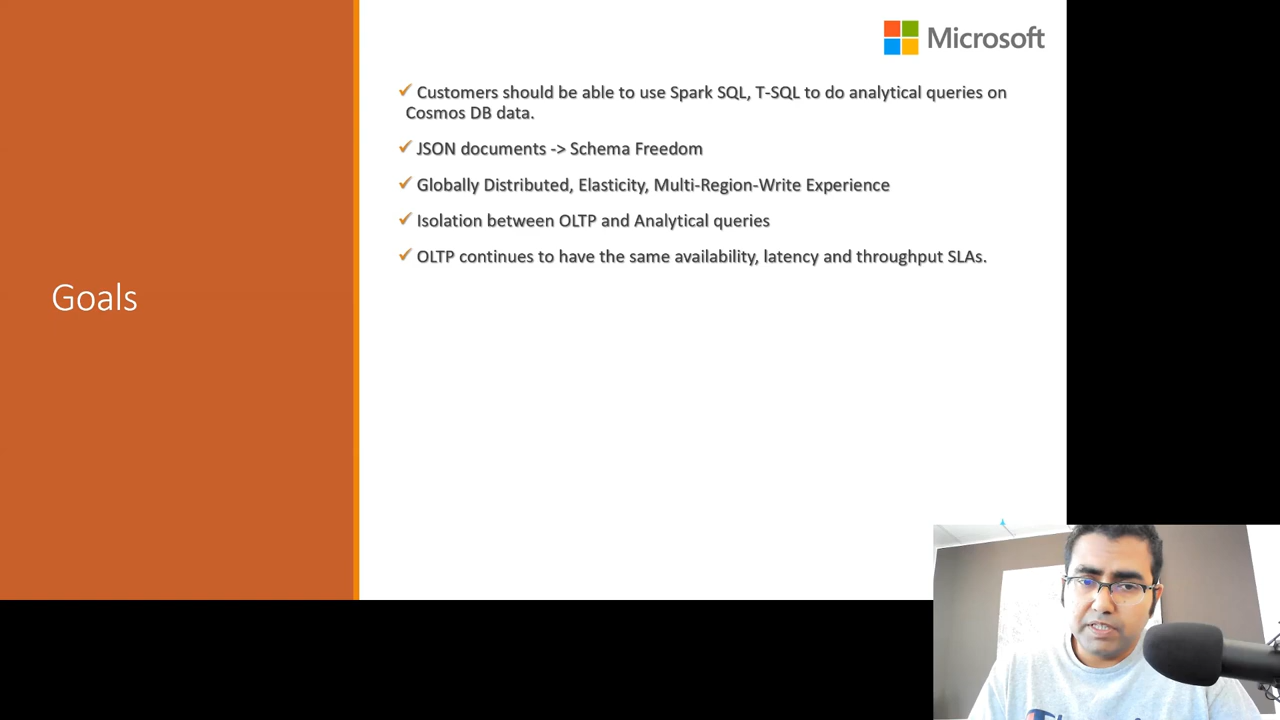 Microsoft
Customers should be able to use Spark SQL, T-SQL to do analytical queries on
Cosmos DB data.
JSON documents -> Schema Freedom
Globally Distributed, Elasticity, Multi-Region-Write Experience
Isolation between OLTP and Analytical queries
OLTP continues to have the same availability, latency and throughput SLAs.
Goals